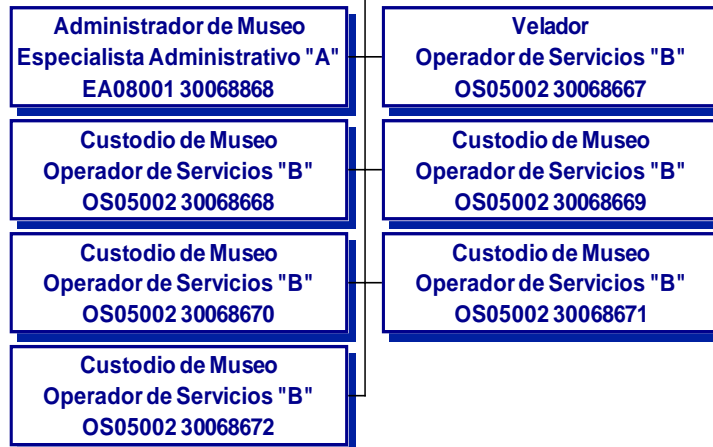 Administrador de Museo
Especialista Administrativo "A"
EA08001 30068868
Velador
Operador de Servicios "B"
OS05002 30068667
Custodio de Museo
Operador de Servicios "B"
OS05002 30068668
Custodio de Museo
Operador de Servicios "B"
OS05002 30068669
Custodio de Museo
Operador de Servicios "B"
OS05002 30068670
Custodio de Museo
Operador de Servicios "B"
OS05002 30068671
Custodio de Museo
Operador de Servicios "B"
OS05002 30068672